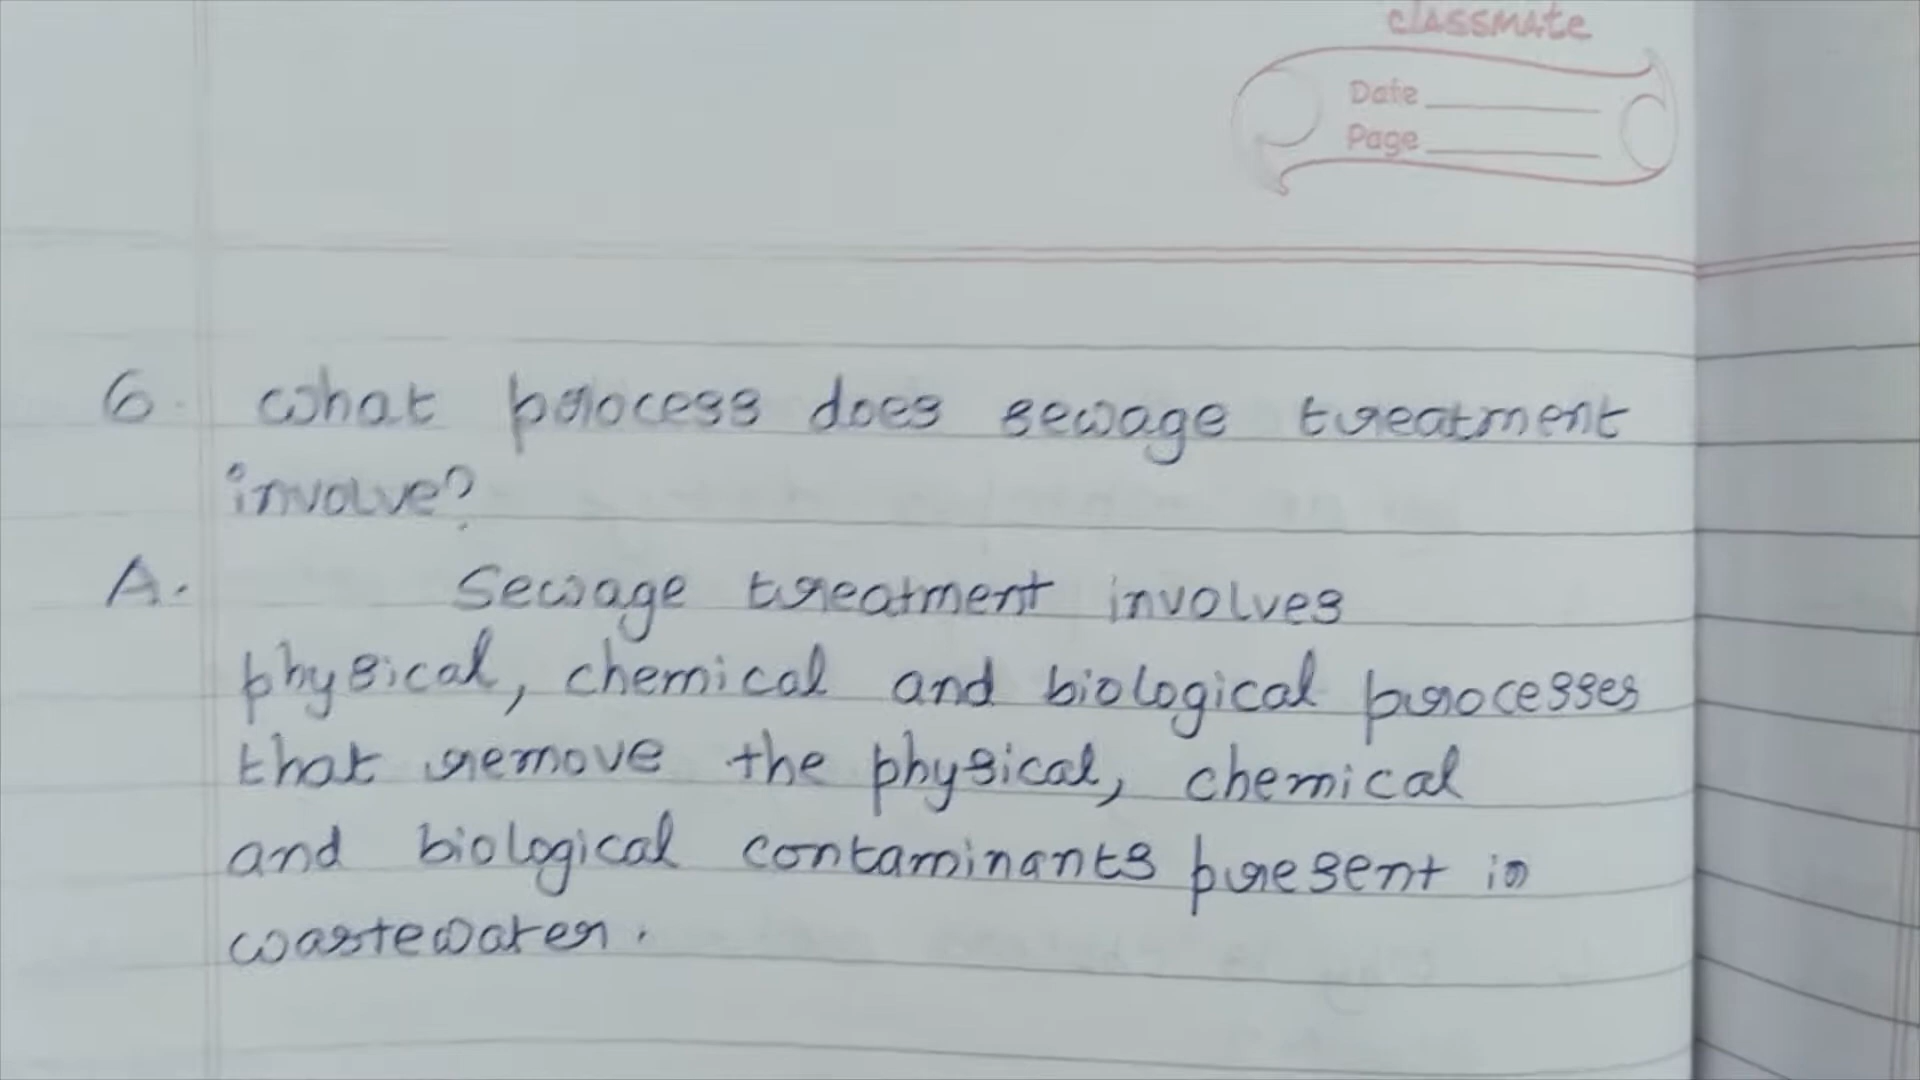 classmate
Date
Page
6. What process does sewage treatment
involve?
A. Sewage treatment involves
physical, chemical and biological processes
that remove the physical, chemical
and biological contaminants present in
wastewater.